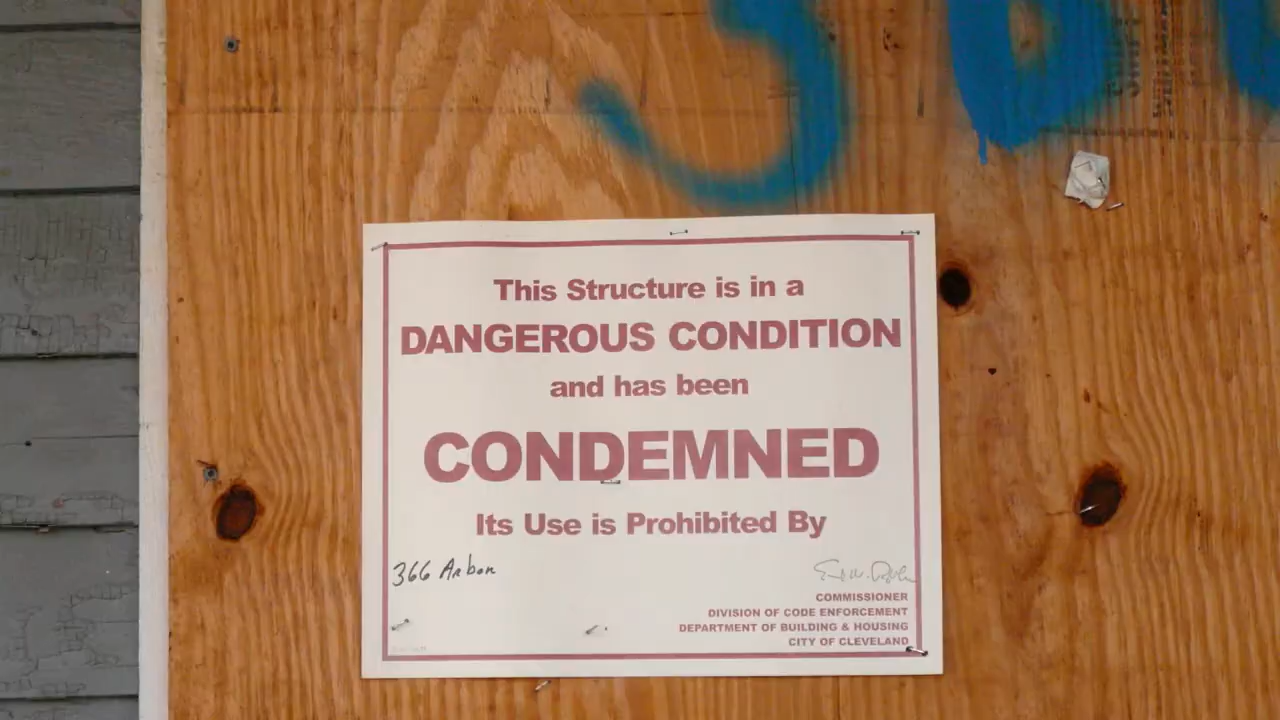 This Structure is in a
DANGEROUS CONDITION
and has been
CONDEMNED
Its Use is Prohibited By
366 Arbon
COMMISSIONER
DIVISION OF CODE ENFORCEMENT
DEPARTMENT OF BUILDING & HOUSING
CITY OF CLEVELAND